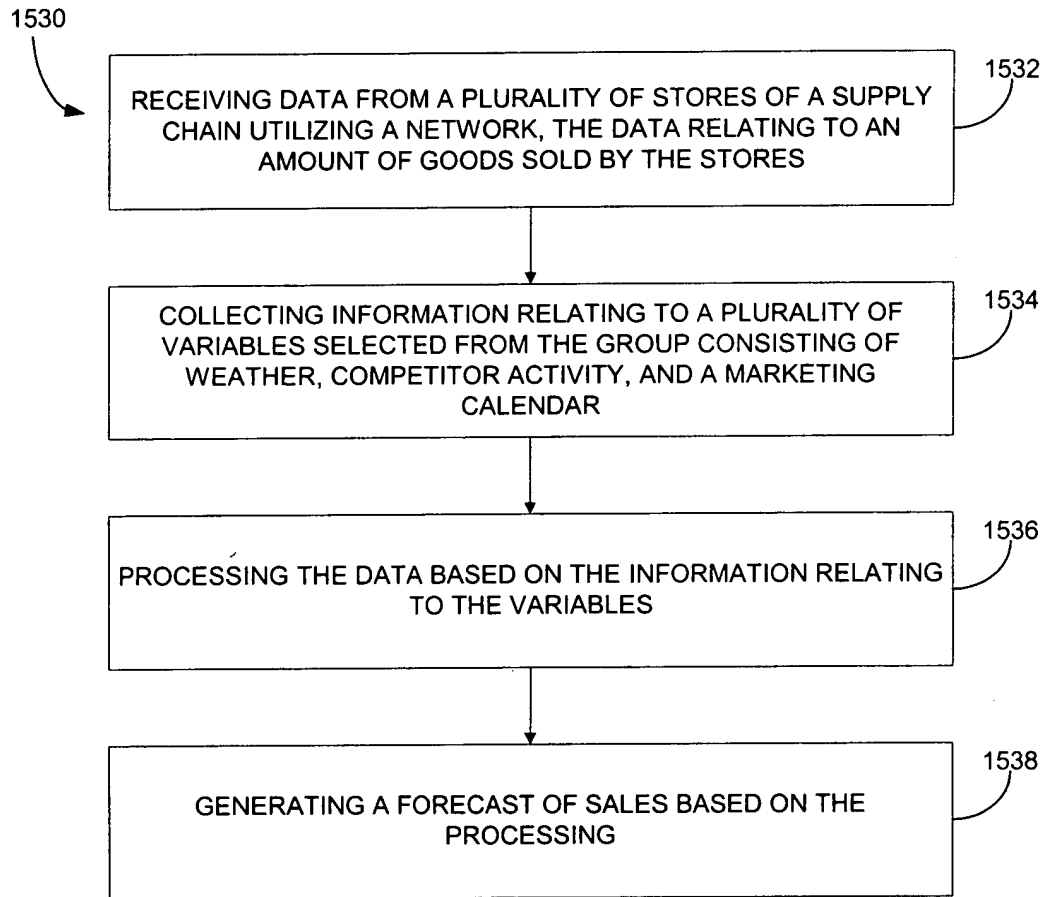 1530
1532
RECEIVING DATA FROM A PLURALITY OF STORES OF A SUPPLY
CHAIN UTILIZING A NETWORK, THE DATA RELATING TO AN
AMOUNT OF GOODS SOLD BY THE STORES
1534
COLLECTING INFORMATION RELATING TO A PLURALITY OF
VARIABLES SELECTED FROM THE GROUP CONSISTING OF
WEATHER, COMPETITOR ACTIVITY, AND A MARKETING
CALENDAR
1536
PROCESSING THE DATA BASED ON THE INFORMATION RELATING
TO THE VARIABLES
1538
GENERATING A FORECAST OF SALES BASED ON THE
PROCESSING